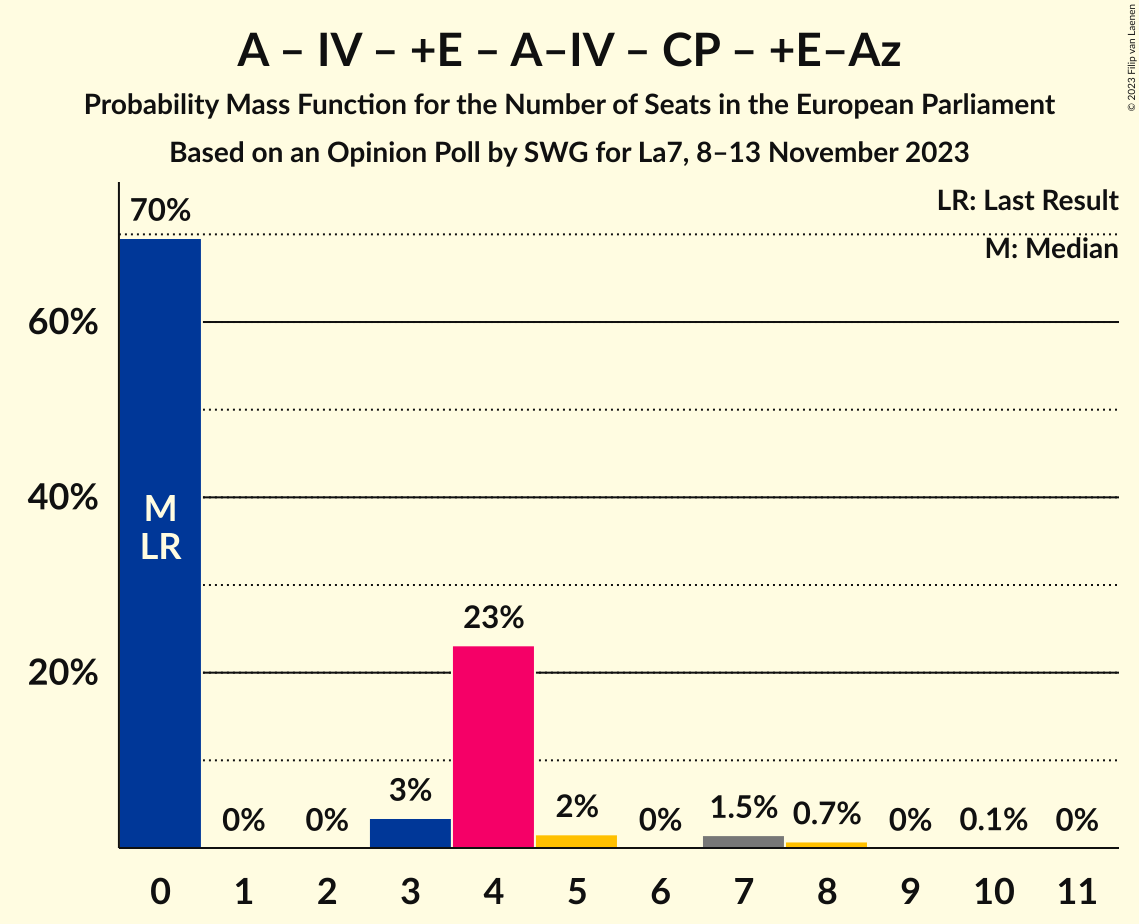 A – IV – +E – A–IV – CP – +E–Az
Probability Mass Function for the Number of Seats in the European Parliament
Based on an Opinion Poll by SWG for La7, 8–13 November 2023
© 2023 Filip van Laenen
LR: Last Result
M: Median
70%
60%
40%
20%
M
LR
0%
0%
3%
23%
2%
0%
1.5%
0.7%
0%
0.1%
0%
0 1 2 3 4 5 6 7 8 9 10 11